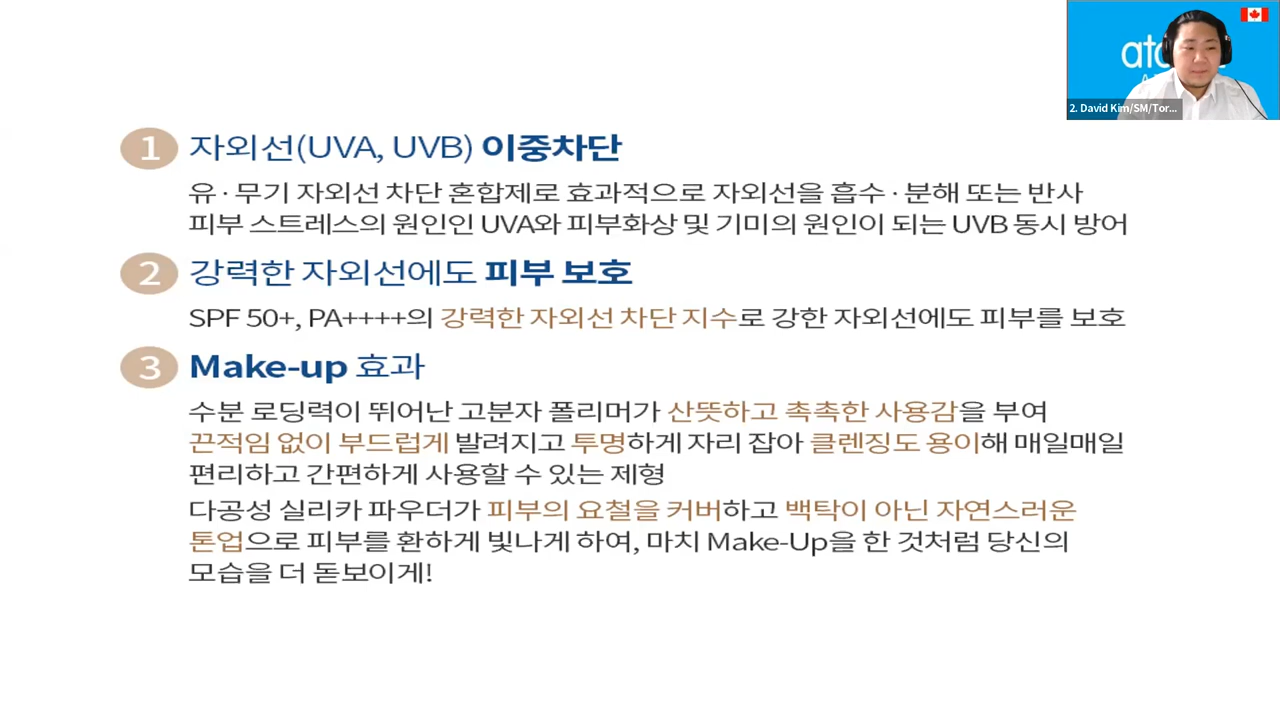 ato
2. David Kim/SM/Tor...
1 자외선(UVA, UVB) 이중차단
유 · 무기 자외선 차단 혼합제로 효과적으로 자외선을 흡수 · 분해 또는 반사
피부 스트레스의 원인인 UVA와 피부화상 및 기미의 원인이 되는 UVB 동시 방어
2 강력한 자외선에도 피부 보호
SPF 50+, PA++++의 강력한 자외선 차단 지수로 강한 자외선에도 피부를 보호
3 Make-up 효과
수분 로딩력이 뛰어난 고분자 폴리머가 산뜻하고 촉촉한 사용감을 부여
끈적임 없이 부드럽게 발려지고 투명하게 자리 잡아 클렌징도 용이해 매일매일
편리하고 간편하게 사용할 수 있는 제형
다공성 실리카 파우더가 피부의 요철을 커버하고 백탁이 아닌 자연스러운
톤업으로 피부를 환하게 빛나게 하여, 마치 Make-Up을 한 것처럼 당신의
모습을 더 돋보이게!